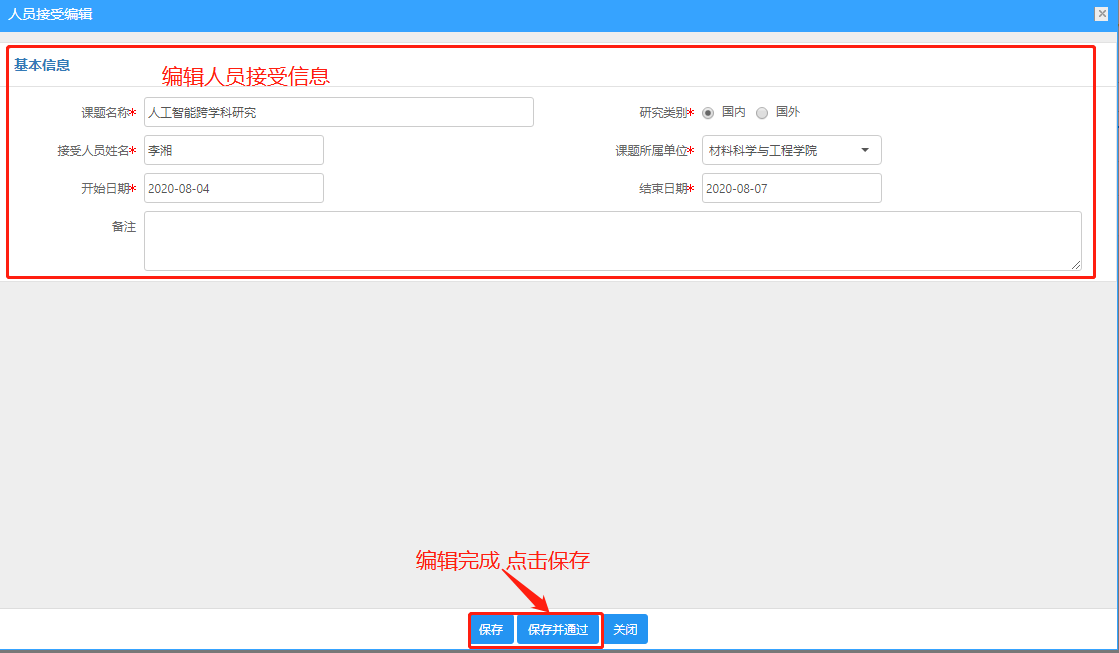 人员接受编辑
基本信息
编辑人员接受信息
课题名称* 人工智能跨学科研究 研究类别* 国内 国外
接受人员姓名* 李湘 课题所属单位* 材料科学与工程学院
开始日期* 2020-08-04 结束日期* 2020-08-07
备注
编辑完成 点击保存
保存 保存并通过 关闭